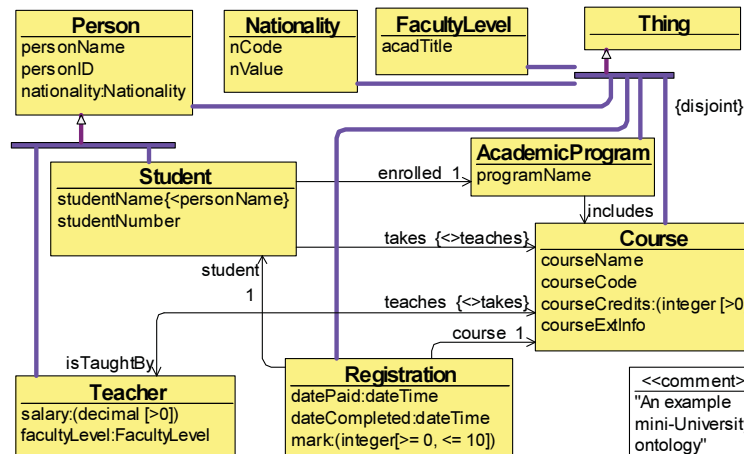 Person
personName
personID
nationality:Nationality
Nationality
nCode
nValue
FacultyLevel
acadTitle
Thing
{disjoint}
Student
studentName{<personName}
studentNumber
enrolled 1
AcademicProgram
programName
includes
takes {<>teaches}
Course
courseName
courseCode
courseCredits:(integer [>0
courseExtInfo
student
1
teaches {<>takes}
course 1
isTaughtBy
Teacher
salary:(decimal [>0])
facultyLevel:FacultyLevel
Registration
datePaid:dateTime
dateCompleted:dateTime
mark:(integer[>= 0, <= 10])
<<comment>
"An example
mini-Universit
ontology"